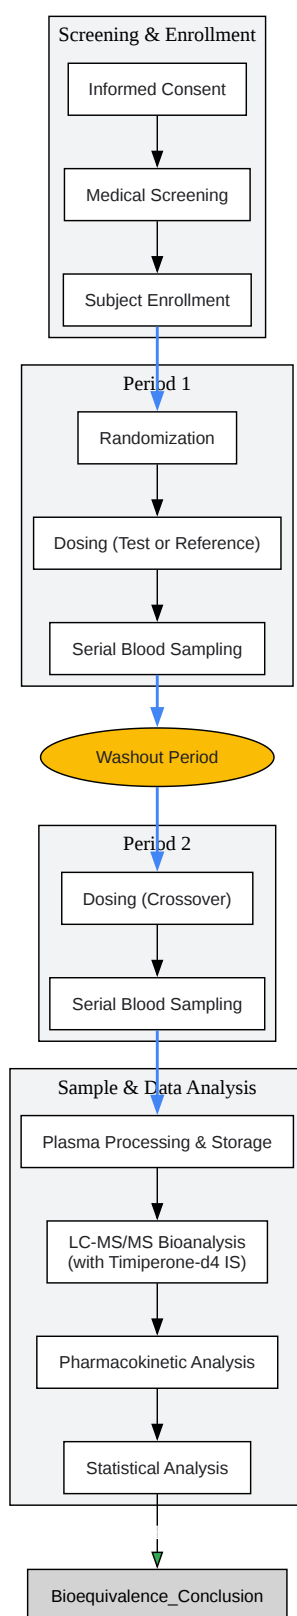 Screening & Enrollment
Informed Consent
Medical Screening
Subject Enrollment
Period 1
Randomization
Dosing (Test or Reference)
Serial Blood Sampling
Washout Period
Period 2
Dosing (Crossover)
Serial Blood Sampling
Sample & Data Analysis
Plasma Processing & Storage
LC-MS/MS Bioanalysis
(with Timiperone-d4 IS)
Pharmacokinetic Analysis
Statistical Analysis
Bioequivalence_Conclusion